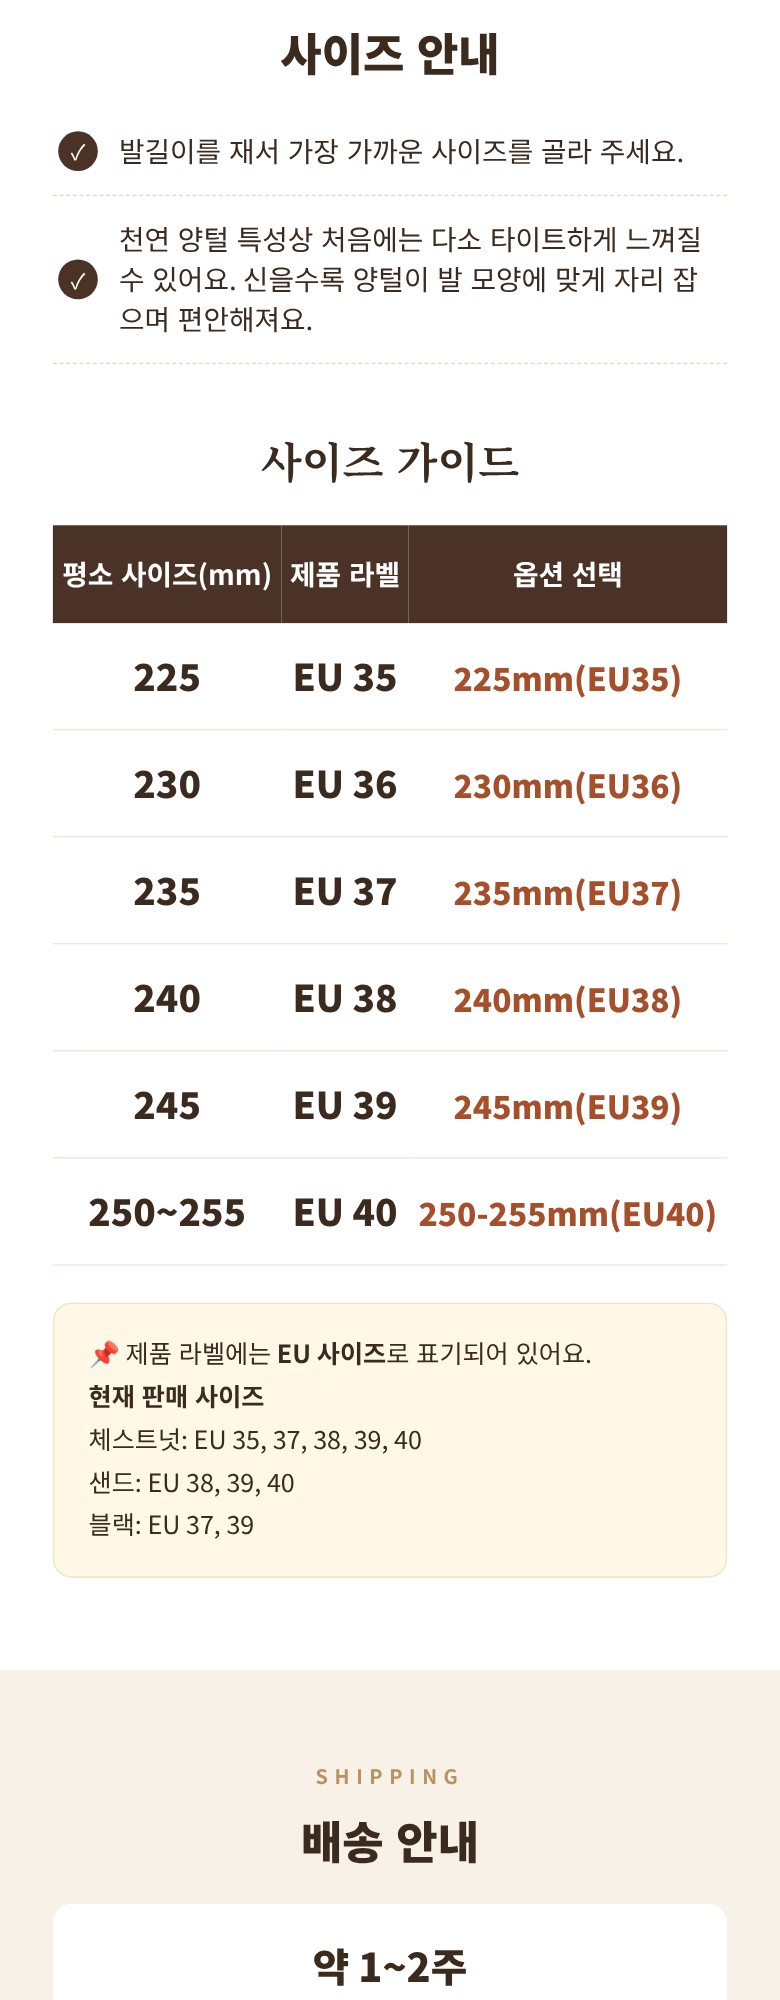 사이즈 안내
✓ 발길이를 재서 가장 가까운 사이즈를 골라 주세요.
✓ 천연 양털 특성상 처음에는 다소 타이트하게 느껴질
수 있어요. 신을수록 양털이 발 모양에 맞게 자리 잡
으며 편안해져요.
사이즈 가이드
평소 사이즈(mm) 제품 라벨 옵션 선택
225 EU 35 225mm(EU35)
230 EU 36 230mm(EU36)
235 EU 37 235mm(EU37)
240 EU 38 240mm(EU38)
245 EU 39 245mm(EU39)
250~255 EU 40 250-255mm(EU40)
📌 제품 라벨에는 EU 사이즈로 표기되어 있어요.
현재 판매 사이즈
체스트넛: EU 35, 37, 38, 39, 40
샌드: EU 38, 39, 40
블랙: EU 37, 39
SHIPPING
배송 안내
약 1~2주